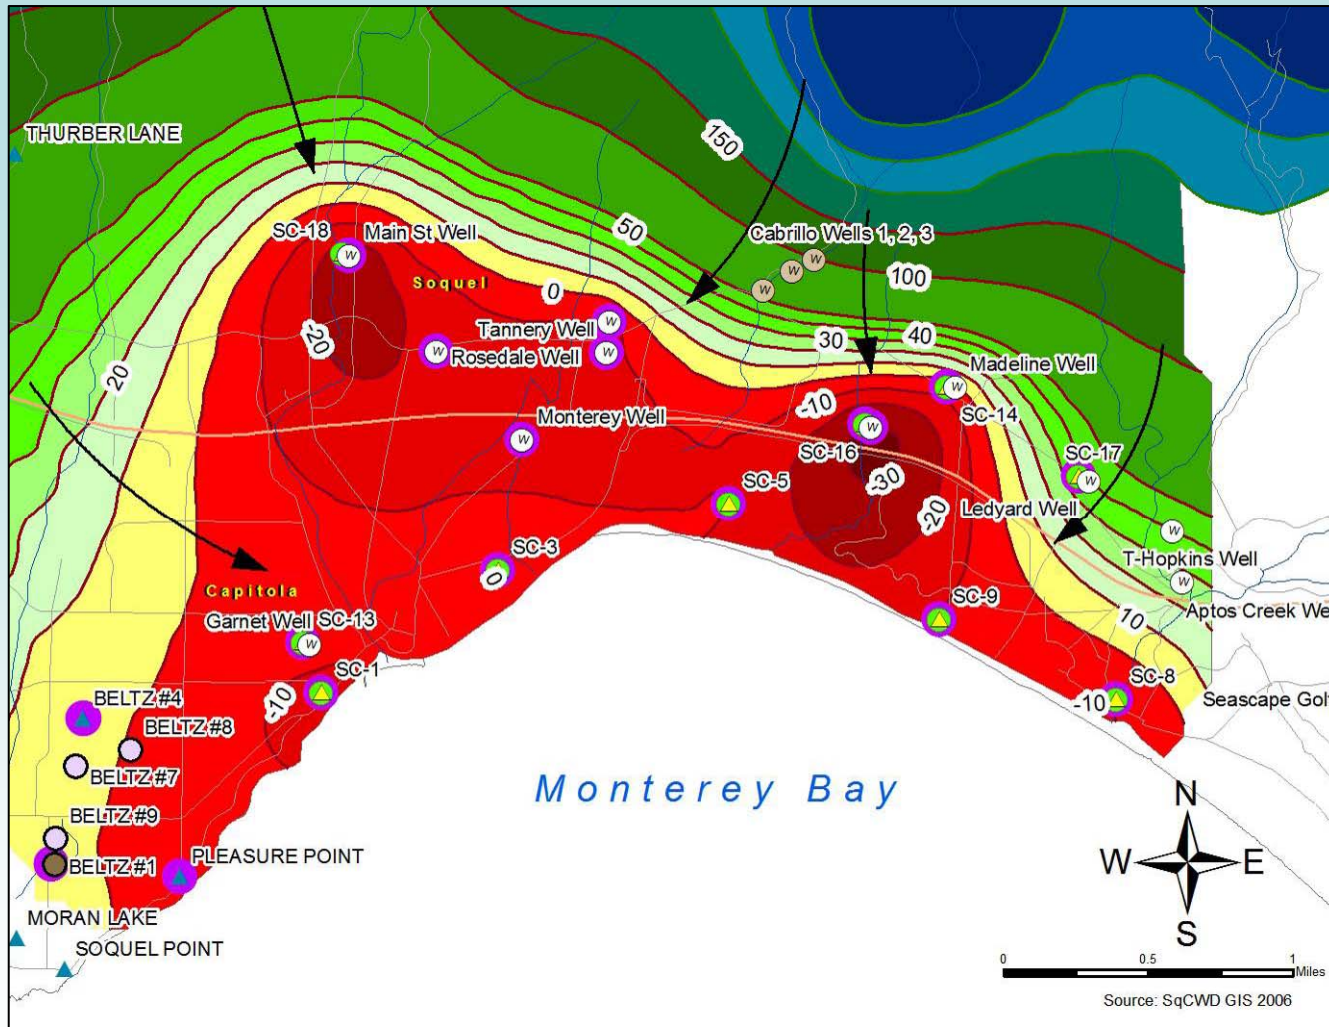 THURBER LANE
150
50
SC-18
Main St Well
Cabrillo Wells 1, 2, 3
W
W
W
W
Soquel
0
100
Tannery Well
W
-20
30
40
W
Rosedale Well
W
Madeline Well
20
W
-10
SC-14
Monterey Well
W
W
SC-16
SC-17
-30
W
SC-5
-20
Ledyard Well
W
SC-3
T-Hopkins Well
0
W
Capitola
SC-9
Aptos Creek We
Garnet Well
SC-13
10
W
SC-1
SC-8
-10
BELTZ #4
-10
Seascape Golf
BELTZ #8
BELTZ #7
Monterey Bay
N
BELTZ #9
PLEASURE POINT
W
E
BELTZ #1
MORAN LAKE
S
SOQUEL POINT
0
0.5
1
Miles
Source: SqCWD GIS 2006